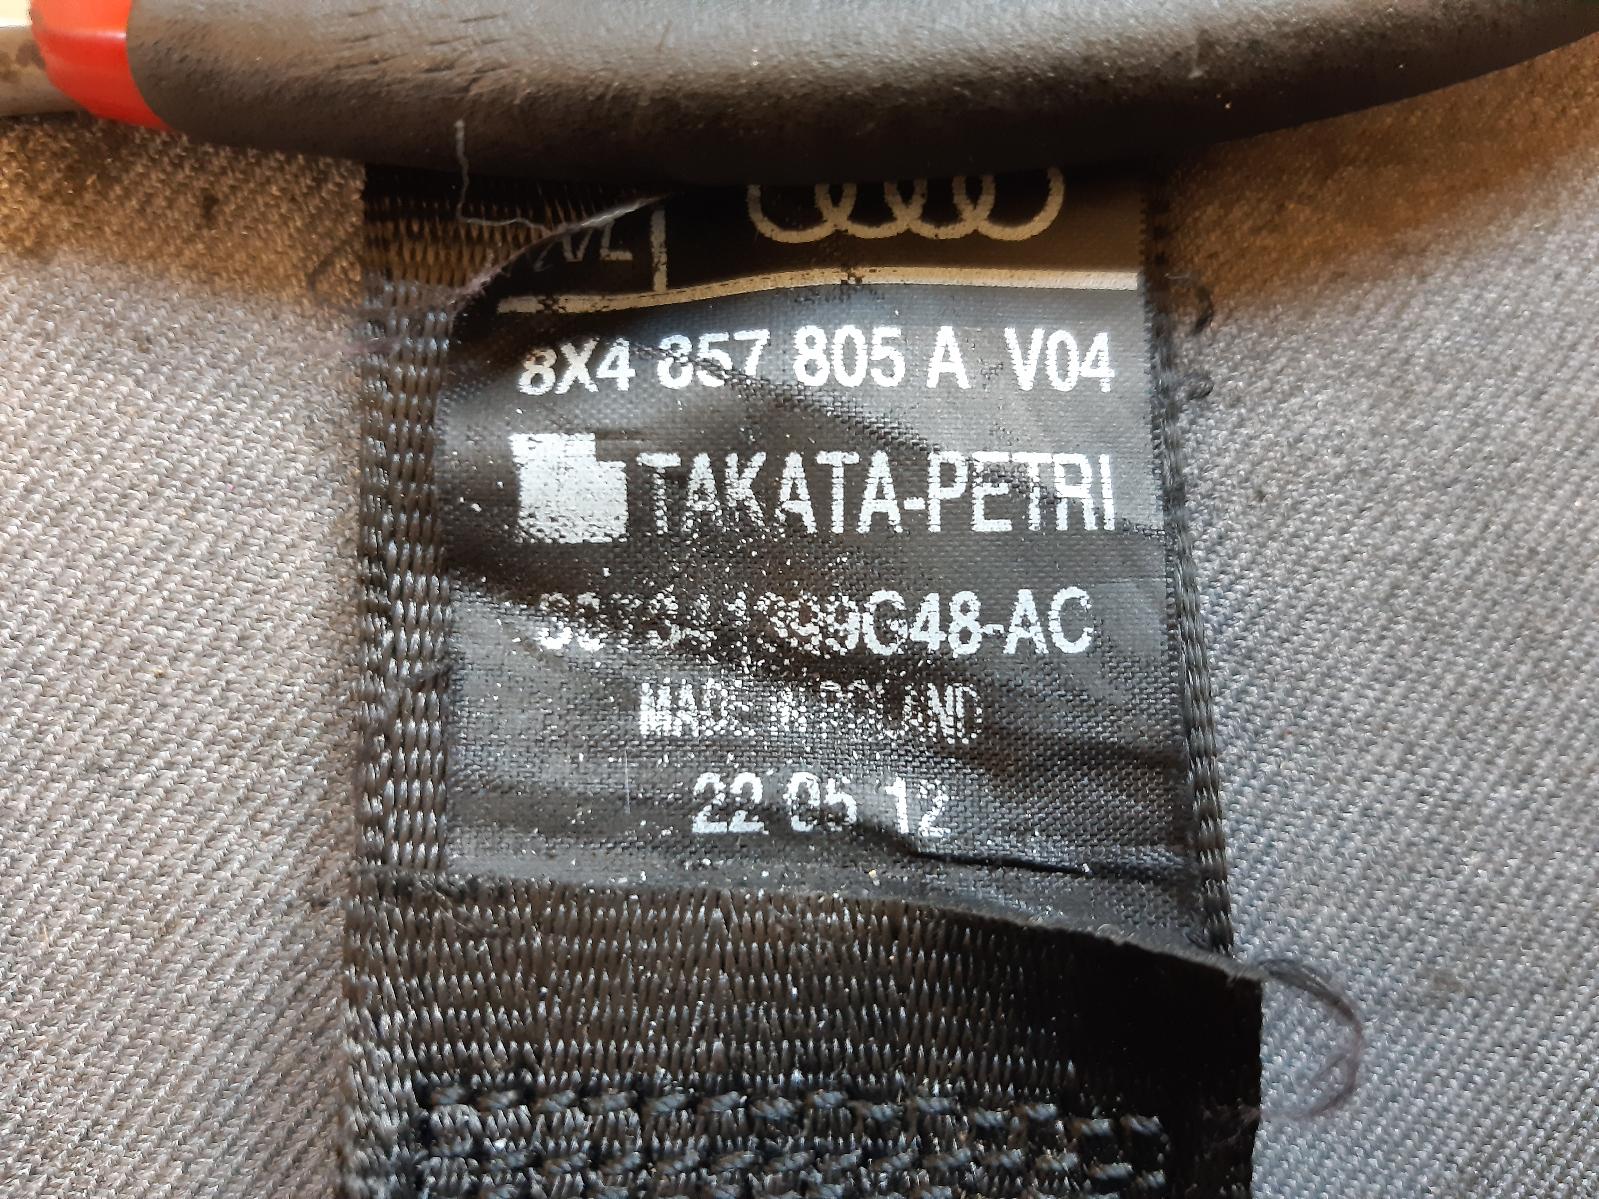 8X4 857 805 A V04
TAKATA-PETRI
MADE IN POLAND
22 05 12